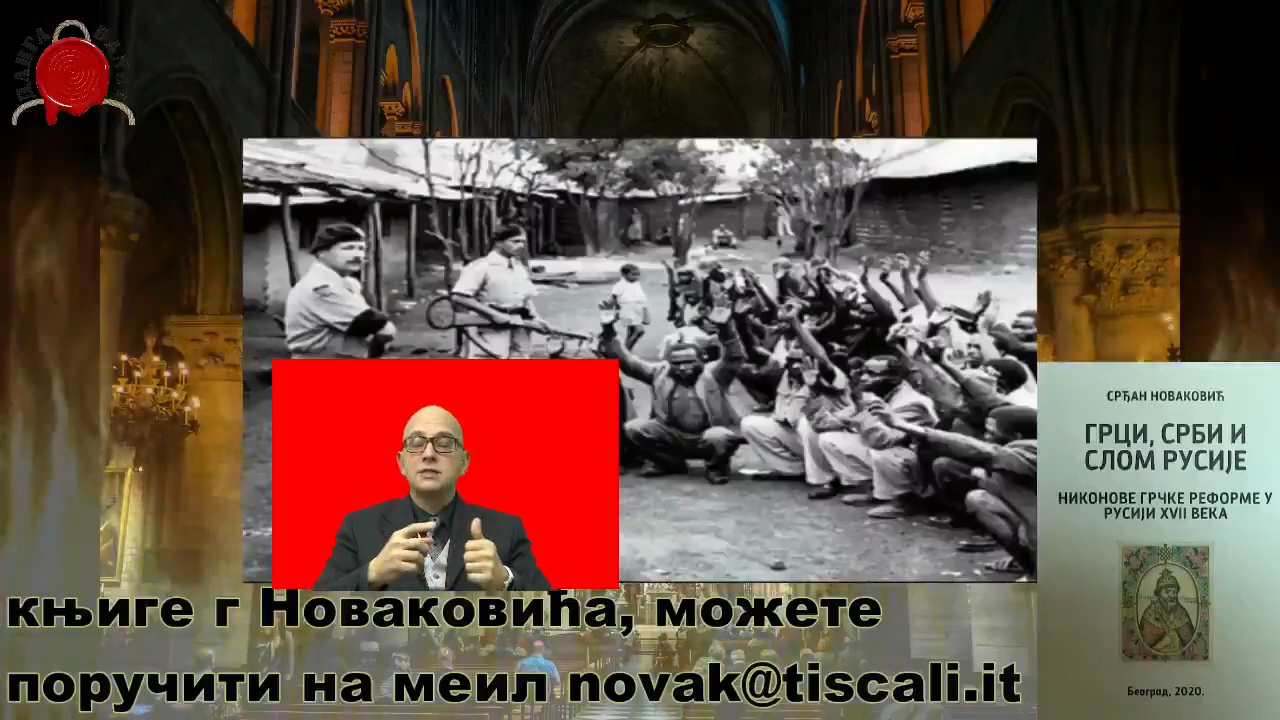 СРЂАН НОВАКОВИЋ
ГРЦИ, СРБИ И
СЛОМ РУСИЈЕ
НИКОНОВЕ ГРЧКЕ РЕФОРМЕ У
РУСИЈИ XVII ВЕКА
Београд, 2020.
књиге г Новаковића, можете
поручити на меил novak@tiscali.it